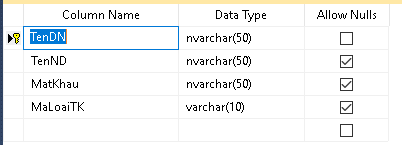 Column Name Data Type Allow Nulls
TenDN nvarchar(50)
TenND nvarchar(50)
MatKhau nvarchar(50)
MaLoaiTK varchar(10)